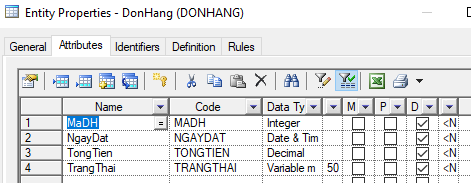 Entity Properties - DonHang (DONHANG)
General Attributes Identifiers Definition Rules
Name Code Data Ty M P D
1 MaDH = MADH Integer <N
2 NgayDat NGAYDAT Date & Tim <N
3 TongTien TONGTIEN Decimal <N
4 TrangThai TRANGTHAI Variable m 50 <N